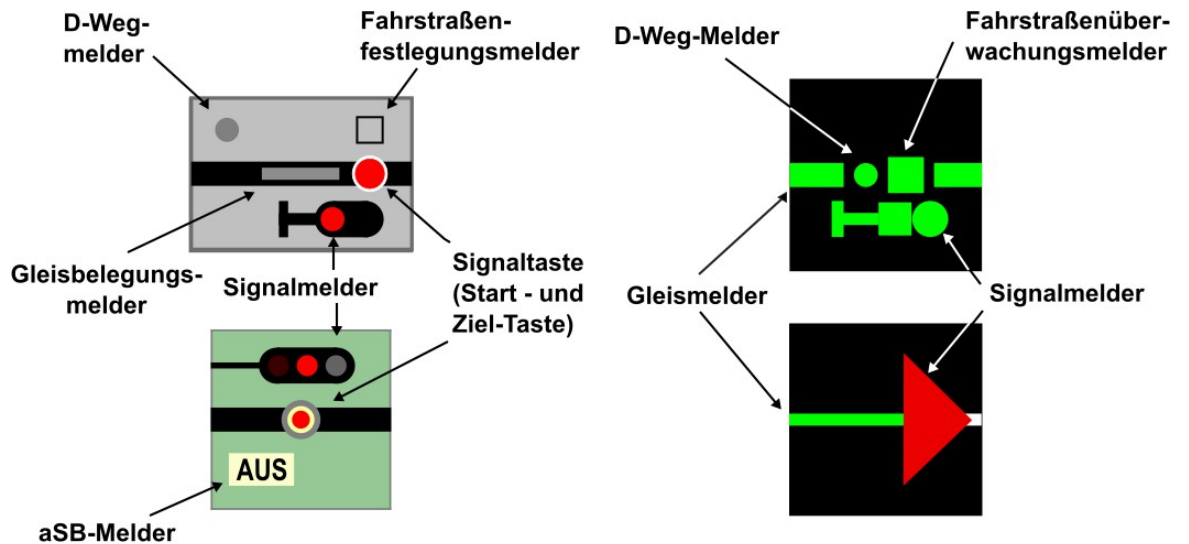 D-Weg-
melder
Fahrstraßen
festlegungsmelder
Gleisbelegungs-
melder
Signalmelder
Signaltaste
(Start - und
Ziel-Taste)
AUS
aSB-Melder
D-Weg-Melder
Fahrstraßenüber-
wachungsmelder
Gleismelder
Signalmelder